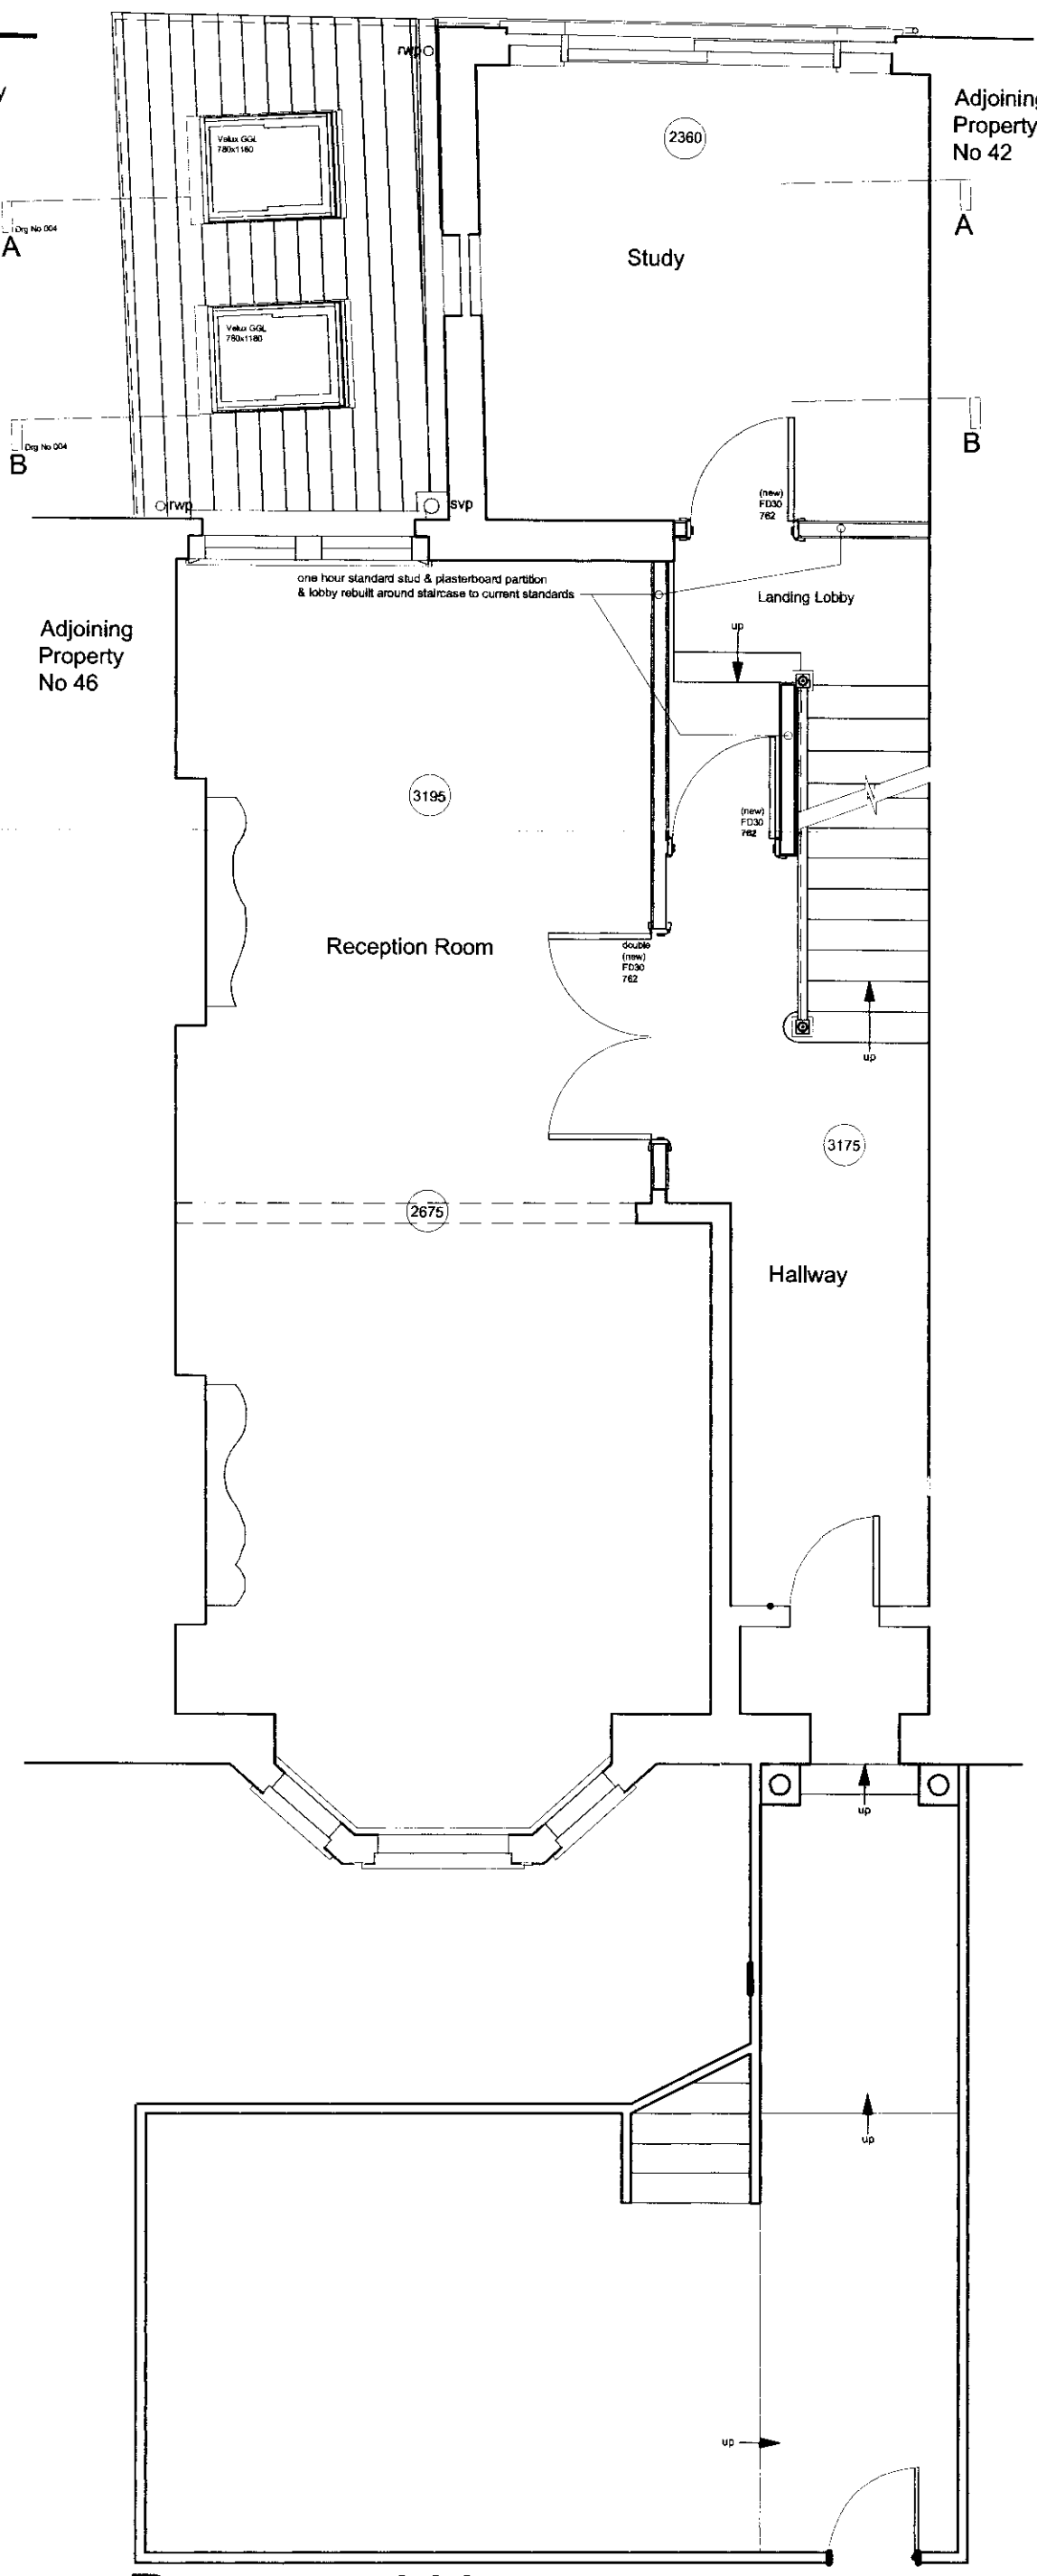 rwp
Adjoining
Property
No 42
Velux GGL
780x1180
2360
A
Drg No 004
A
Study
Velux GGL
780x1180
B
Drg No 004
B
(new)
FD30
762
rwp
svp
one hour standard stud & plasterboard partition
& lobby rebuilt around staircase to current standards
Landing Lobby
Adjoining
Property
No 46
up
3195
(new)
FD30
762
Reception Room
double
(new)
FD30
762
up
3175
2675
Hallway
up
up
up